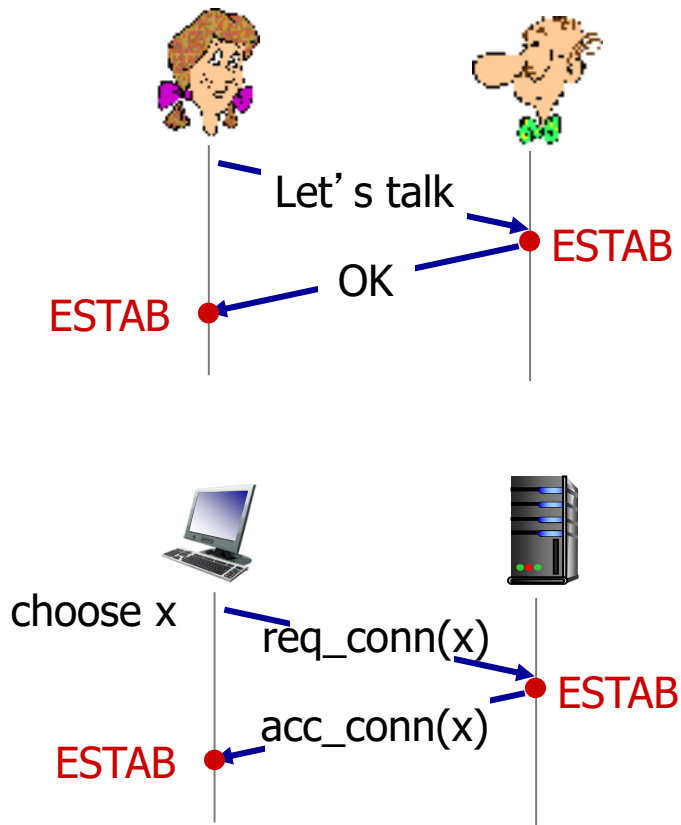 Let’ s talk
ESTAB
OK
ESTAB
choose x
req_conn(x)
ESTAB
acc_conn(x)
ESTAB